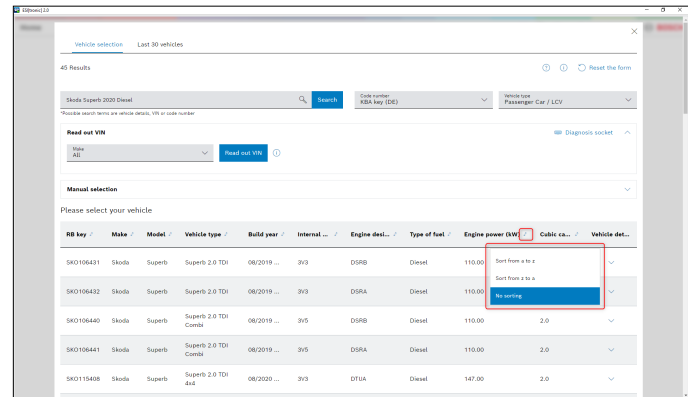 ESI[tronic] 2.0
Vehicle selection Last 30 vehicles
45 Results
Reset the form
Skoda Superb 2020 Diesel
Search
Code number
KBA key (DE)
Vehicle type
Passenger Car / LCV
*Possible search terms are vehicle details, VIN or code number
Read out VIN
Diagnosis socket
Make
All
Read out VIN
Manual selection
Please select your vehicle
RB key Make Model Vehicle type Build year Internal ... Engine desi... Type of fuel Engine power (kW) Cubic ca... Vehicle det...
SKO106431 Skoda Superb Superb 2.0 TDI 08/2019 ... 3V3 DSRB Diesel 110.00
Sort from a to z
Sort from z to a
No sorting
SKO106432 Skoda Superb Superb 2.0 TDI 08/2019 ... 3V3 DSRA Diesel 110.00
SKO106440 Skoda Superb Superb 2.0 TDI Combi 08/2019 ... 3V5 DSRB Diesel 110.00 2.0
SKO106441 Skoda Superb Superb 2.0 TDI Combi 08/2019 ... 3V5 DSRA Diesel 110.00 2.0
SKO115408 Skoda Superb Superb 2.0 TDI 4x4 08/2020 ... 3V3 DTUA Diesel 147.00 2.0